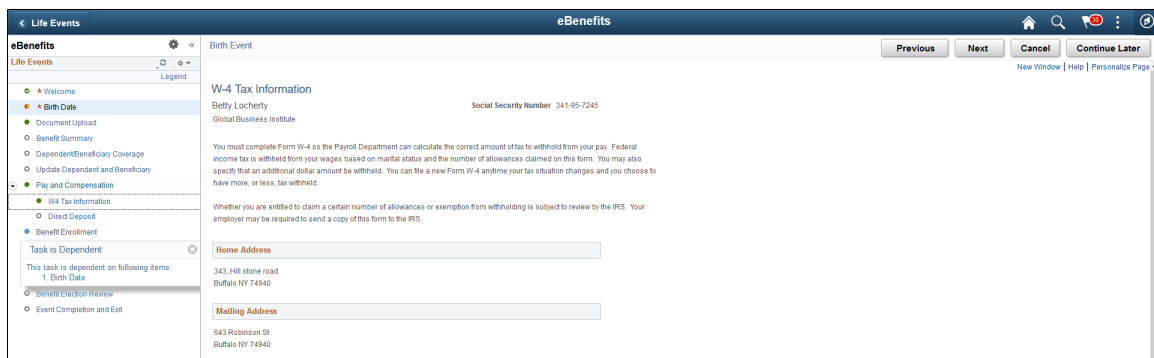 Life Events
eBenefits
30
eBenefits
Life Events
Legend
* Welcome
* Birth Date
Document Upload
Benefit Summary
Dependent/Beneficiary Coverage
Update Dependent and Beneficiary
Pay and Compensation
W4 Tax Information
Direct Deposit
Benefit Enrollment
Task is Dependent
This task is dependent on following items:
1. Birth Date
Benefit Election Review
Event Completion and Exit
Birth Event
Previous Next Cancel Continue Later
New Window | Help | Personalize Page
W-4 Tax Information
Betty Locherty Social Security Number 341-95-7245
Global Business Institute
You must complete Form W-4 so the Payroll Department can calculate the correct amount of tax to withhold from your pay. Federal
income tax is withheld from your wages based on marital status and the number of allowances claimed on this form. You may also
specify that an additional dollar amount be withheld. You can file a new Form W-4 anytime your tax situation changes and you choose to
have more, or less, tax withheld.
Whether you are entitled to claim a certain number of allowances or exemption from withholding is subject to review by the IRS. Your
employer may be required to send a copy of this form to the IRS.
Home Address
343, Hill stone road
Buffalo NY 74940
Mailing Address
643 Robinson St
Buffalo NY 74940